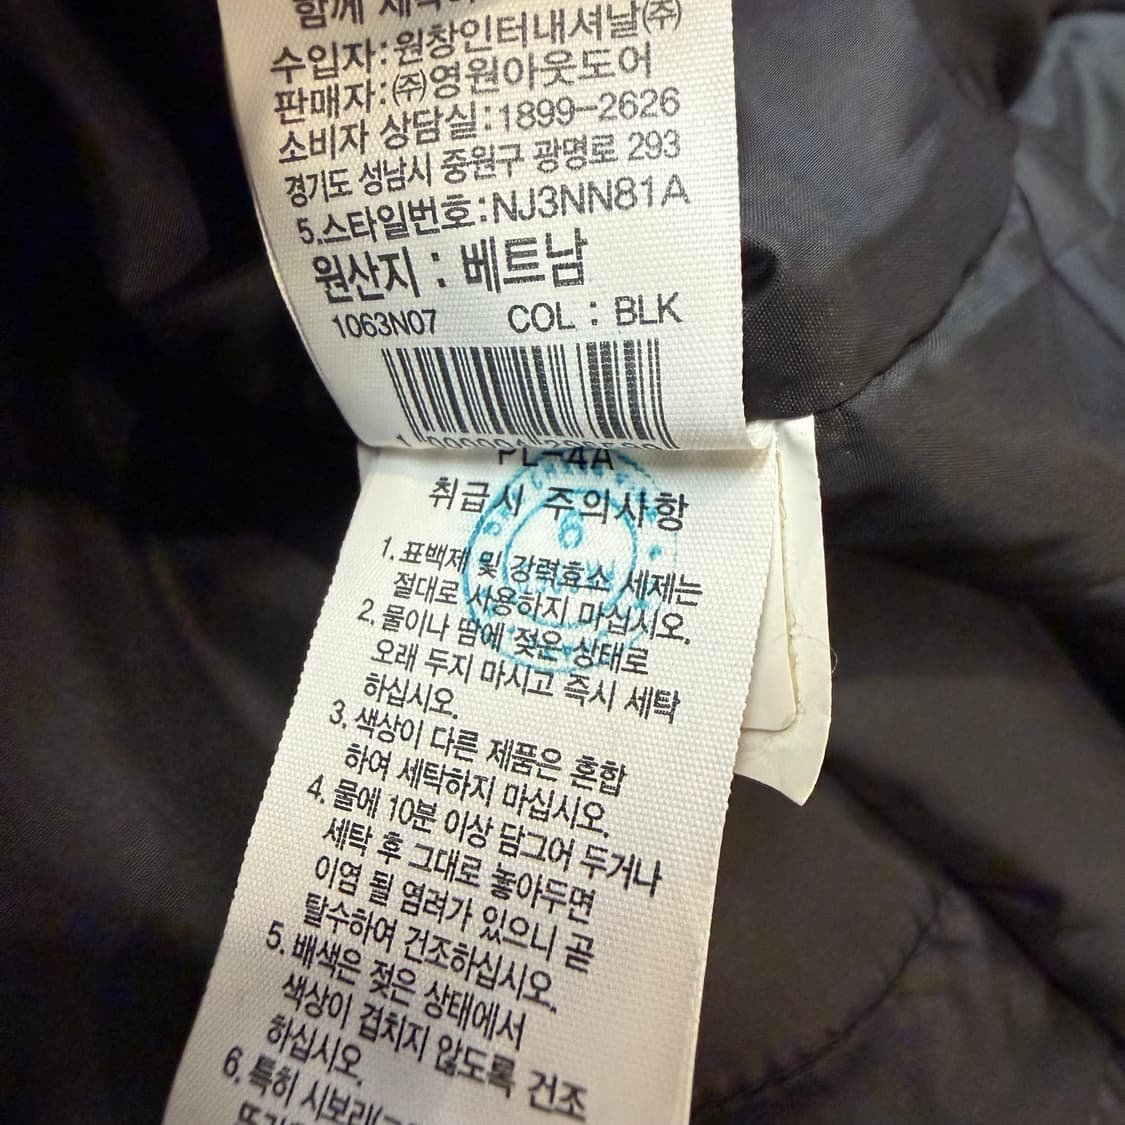 함께
수입자:원창인터내셔날(주)
판매자:(주)영원아웃도어
소비자 상담실:1899-2626
경기도 성남시 중원구 광명로 293
5.스타일번호:NJ3NN81A
원산지 : 베트남
1063N07 COL : BLK
PL-4A
취급시 주의사항
1. 표백제 및 강력효소 세제는
절대로 사용하지 마십시오.
2. 물이나 땀에 젖은 상태로
오래 두지 마시고 즉시 세탁
하십시오.
3. 색상이 다른 제품은 혼합
하여 세탁하지 마십시오.
4. 물에 10분 이상 담그어 두거나
세탁 후 그대로 놓아두면
이염 될 염려가 있으니 곧
탈수하여 건조하십시오.
5. 배색은 젖은 상태에서
색상이 겹치지 않도록 건조
하십시오.
6. 특히